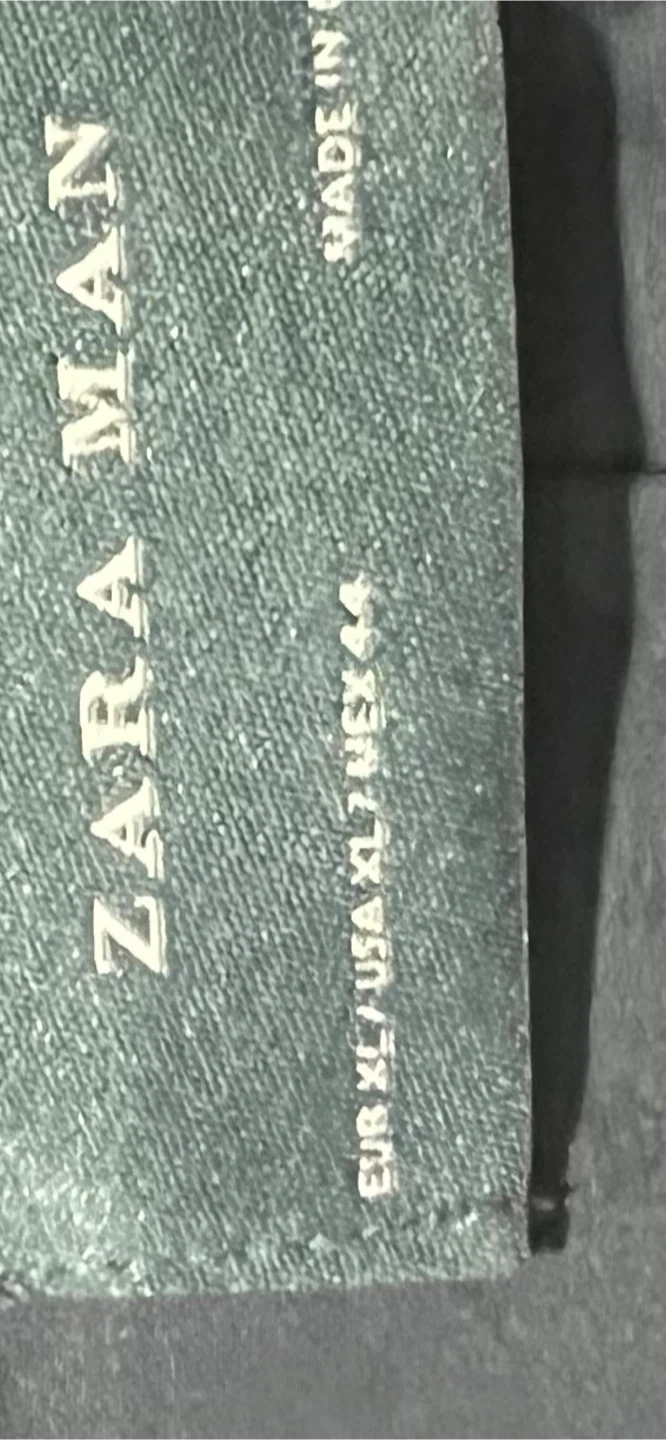 ZARA MAN
EUR XL / USA XL / MEX 44
MADE IN